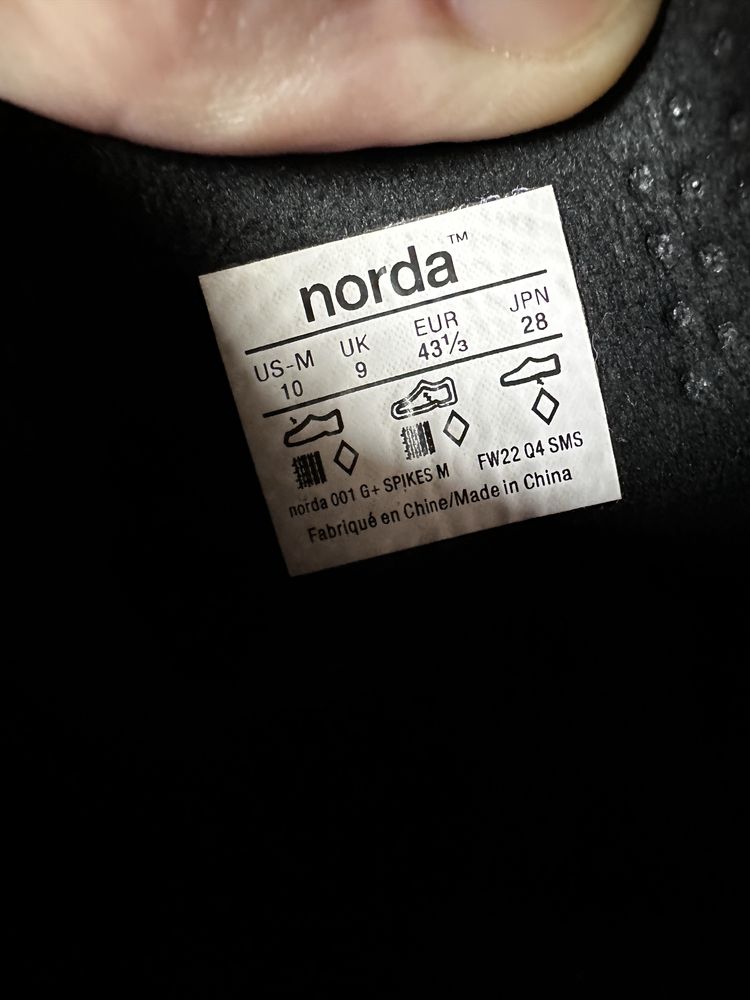 norda™
US-M UK EUR JPN
10 9 43⅓ 28
norda 001 G+ SPIKES M FW22 Q4 SMS
Fabriqué en Chine/Made in China